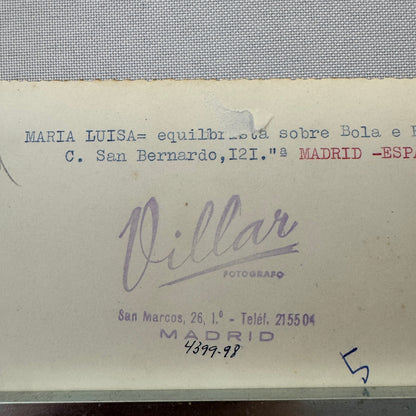 MARIA LUISA= equilibrista sobre Bola e
C. San Bernardo,I2I."ª MADRID -ESPA
Villar
FOTOGRAFO
San Marcos, 26, 1.º - Teléf. 215504
MADRID
4399-98
5